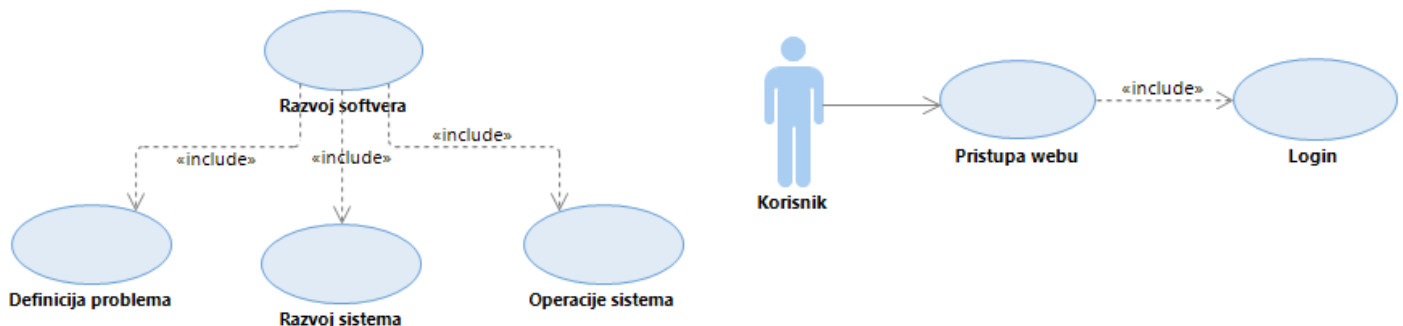 Razvoj softvera
«include»
«include»
«include»
Definicija problema
Razvoj sistema
Operacije sistema
Korisnik
Pristupa webu
«include»
Login